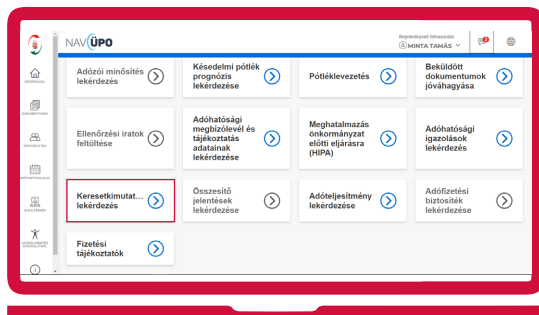 NAV ÜPO
Bejelentkezett felhasználó
MINTA TAMÁS
Adózói minősítés
lekérdezés
Késedelmi pótlék
prognózis
lekérdezése
Pótléklevezetés
Beküldött
dokumentumok
jóváhagyása
Ellenőrzési iratok
feltöltése
Adóhatósági
megbízólevél és
tájékoztatás
adatainak
lekérdezése
Meghatalmazás
önkormányzat
előtti eljárásra
(HIPA)
Adóhatósági
igazolások
lekérdezés
Keresetkimutat...
lekérdezés
Összesítő
jelentések
lekérdezése
Adóteljesítmény
lekérdezése
Adófizetési
biztosíték
lekérdezése
Fizetési
tájékoztatók